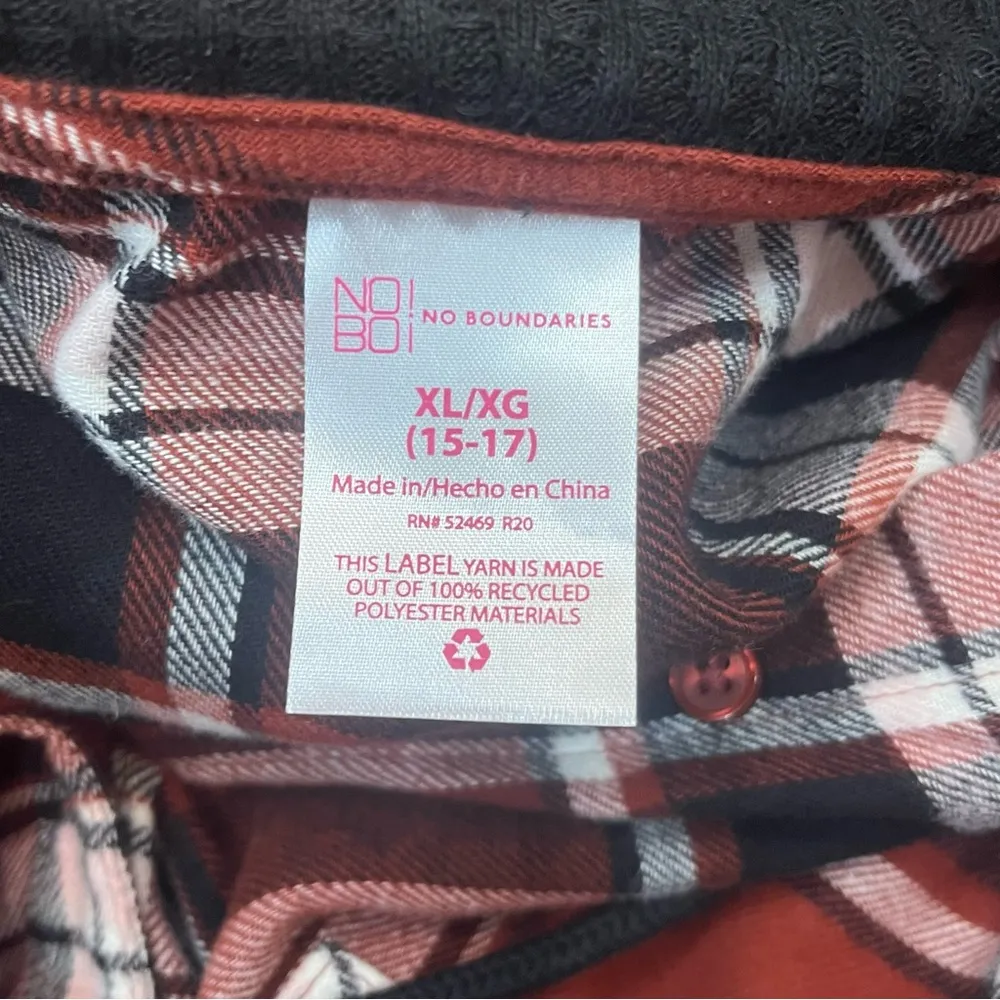 NO!
BO!
NO BOUNDARIES
XL/XG
(15-17)
Made in/Hecho en China
RN# 52469 R20
THIS LABEL YARN IS MADE
OUT OF 100% RECYCLED
POLYESTER MATERIALS